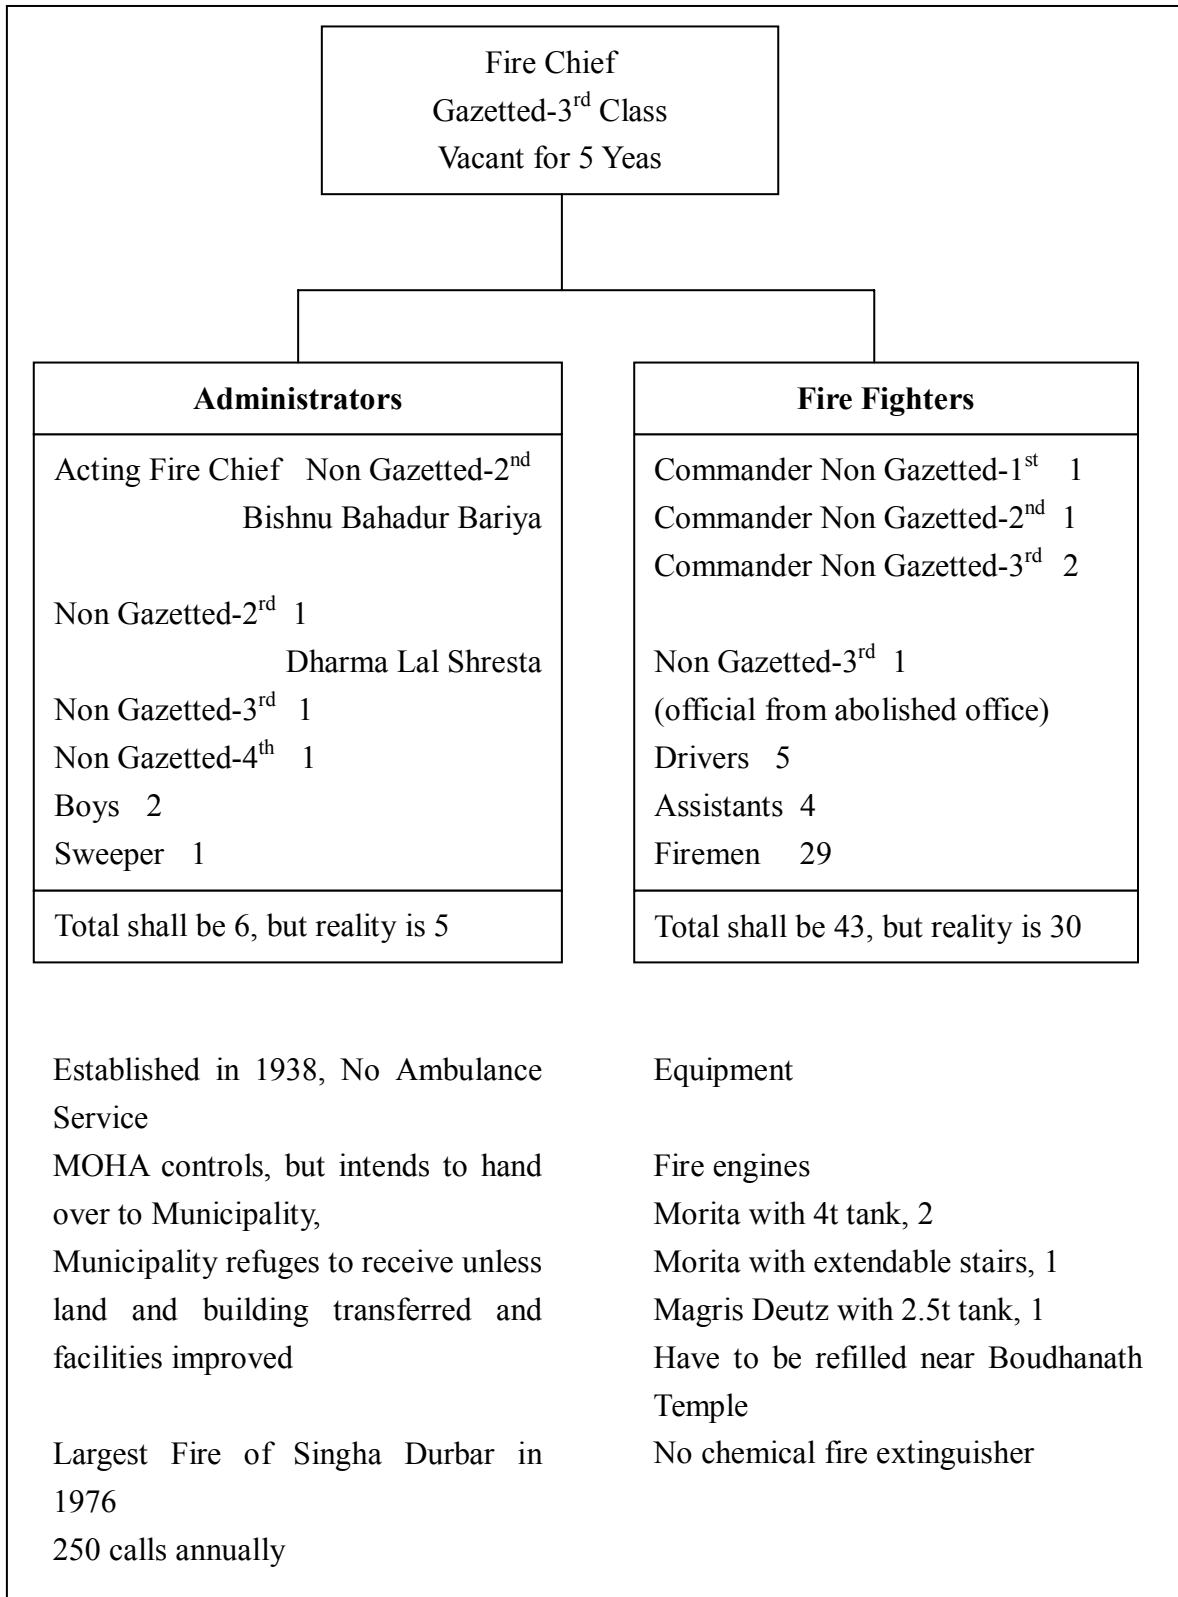 Fire Chief
Gazetted-3rd Class
Vacant for 5 Yeas
Administrators
Acting Fire Chief Non Gazetted-2nd
Bishnu Bahadur Bariya
Non Gazetted-2rd 1
Dharma Lal Shresta
Non Gazetted-3rd 1
Non Gazetted-4th 1
Boys 2
Sweeper 1
Total shall be 6, but reality is 5
Fire Fighters
Commander Non Gazetted-1st 1
Commander Non Gazetted-2nd 1
Commander Non Gazetted-3rd 2
Non Gazetted-3rd 1
(official from abolished office)
Drivers 5
Assistants 4
Firemen 29
Total shall be 43, but reality is 30
Established in 1938, No Ambulance
Service
MOHA controls, but intends to hand
over to Municipality,
Municipality refuges to receive unless
land and building transferred and
facilities improved
Largest Fire of Singha Durbar in
1976
250 calls annually
Equipment
Fire engines
Morita with 4t tank, 2
Morita with extendable stairs, 1
Magris Deutz with 2.5t tank, 1
Have to be refilled near Boudhanath
Temple
No chemical fire extinguisher